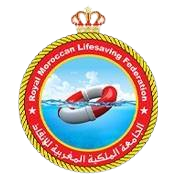 Royal Moroccan Lifesaving Federation
الجامعة الملكية المغربية للإنقاذ